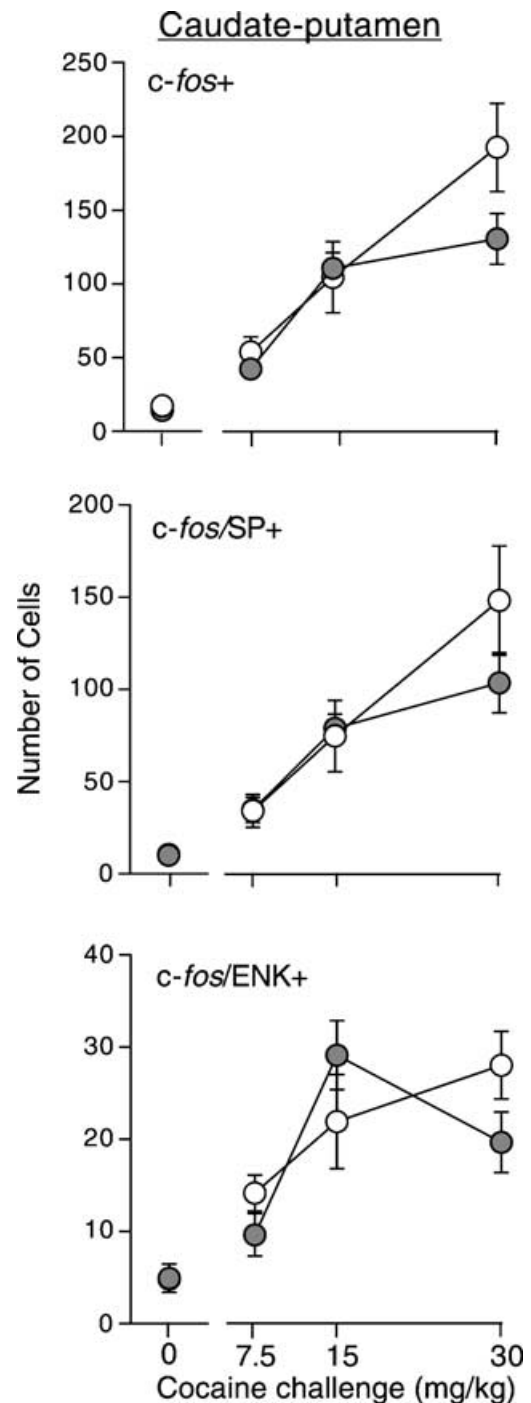 Caudate-putamen
c-fos+
250
200
150
100
50
0
c-fos/SP+
200
150
100
50
0
Number of Cells
c-fos/ENK+
40
30
20
10
0
0 7.5 15 30
Cocaine challenge (mg/kg)